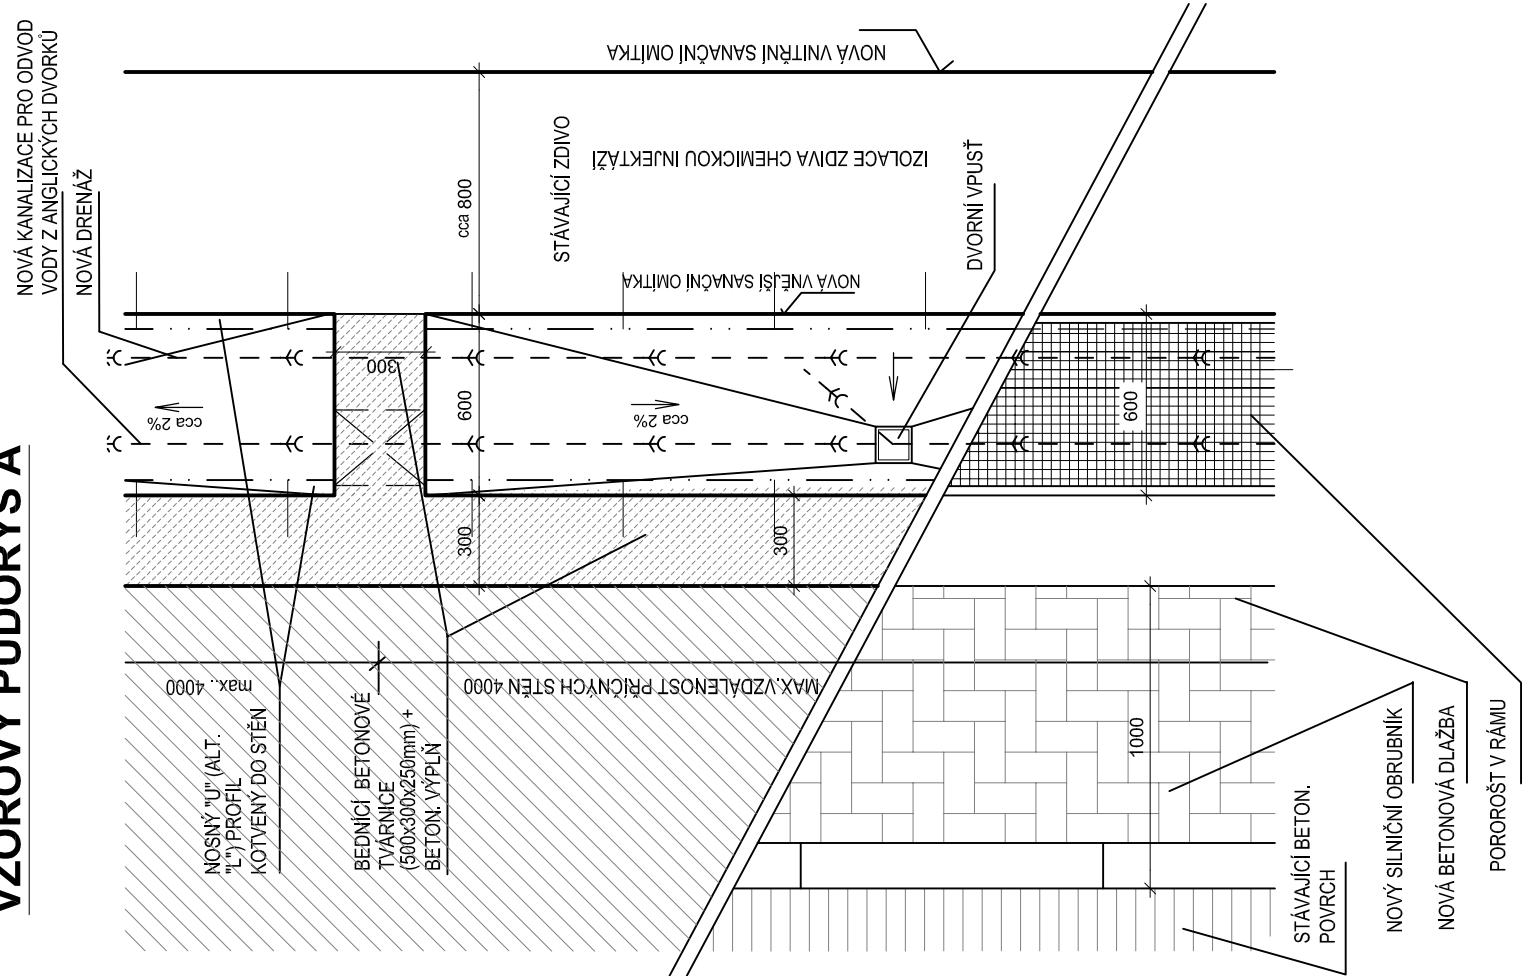 VZOROVÝ PŮDORYS A
NOVÁ KANALIZACE PRO ODVOD
VODY Z ANGLICKÝCH DVORKŮ
NOVÁ DRENÁŽ
NOVÁ VNITŘNÍ SANAČNÍ OMÍTKA
STÁVAJÍCÍ ZDIVO
IZOLACE ZDIVA CHEMICKOU INJEKTÁŽÍ
cca 800
NOVÁ VNĚJŠÍ SANAČNÍ OMÍTKA
DVORNÍ VPUSŤ
cca 2%
300
600
cca 2%
600
300
300
max.. 4000
MAX.VZDÁLENOST PŘÍČNÝCH STĚN 4000
NOSNÝ "U" (ALT.
"L") PROFIL
KOTVENÝ DO STĚN
BEDNÍCÍ BETONOVÉ
TVÁRNICE
(500x300x250mm) +
BETON. VÝPLŇ
1000
STÁVAJÍCÍ BETON.
POVRCH
NOVÝ SILNIČNÍ OBRUBNÍK
NOVÁ BETONOVÁ DLAŽBA
POROROŠT V RÁMU